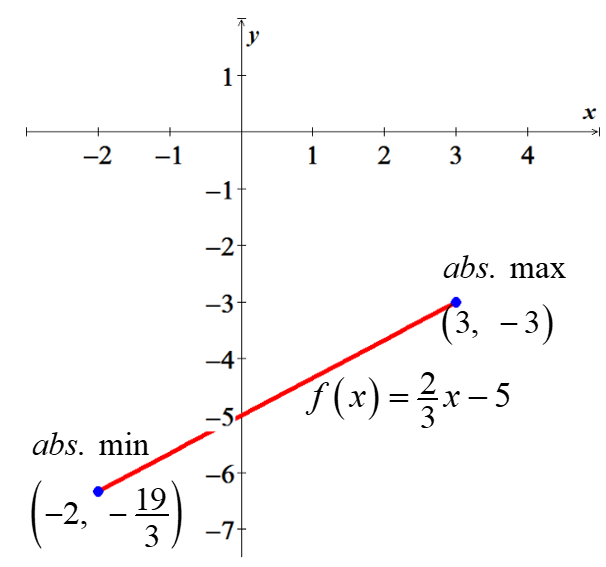 y
1
x
−2 −1 1 2 3 4
−1
−2
abs. max
−3
(3, −3)
−4
f(x) = 2/3 x − 5
−5
abs. min
−6
(−2, −19/3)
−7